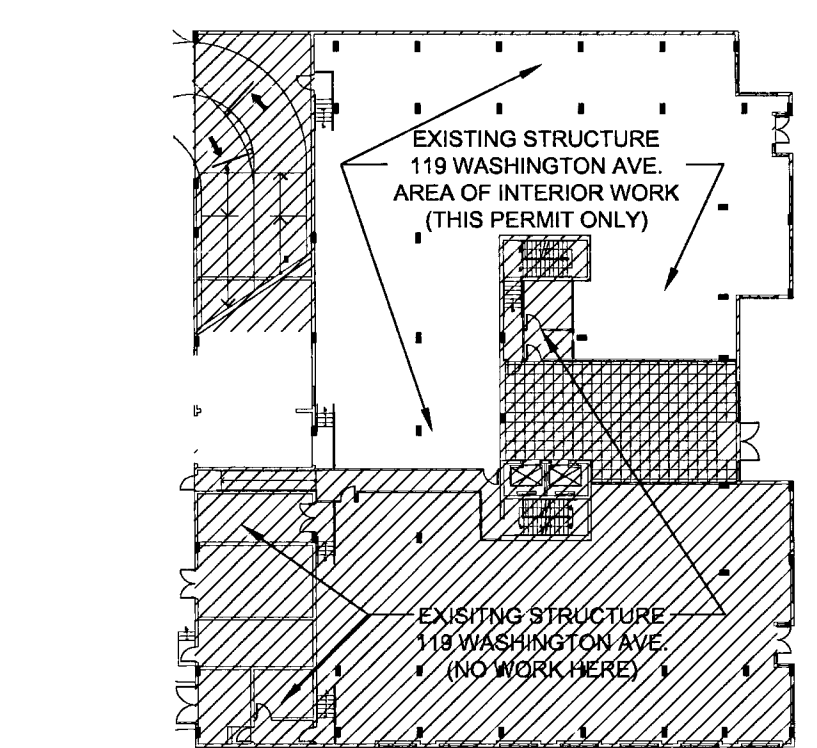 EXISTING STRUCTURE
119 WASHINGTON AVE.
AREA OF INTERIOR WORK
(THIS PERMIT ONLY)
EXISITNG STRUCTURE
119 WASHINGTON AVE.
(NO WORK HERE)